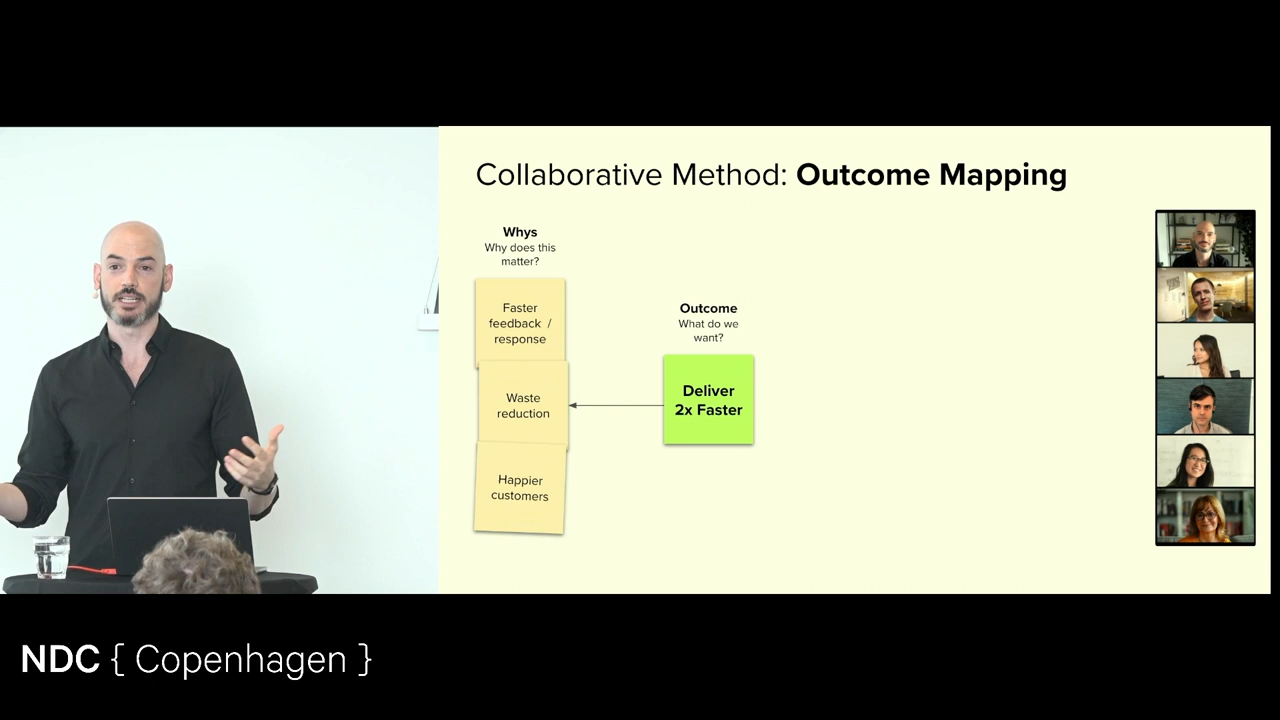 Collaborative Method: Outcome Mapping
Whys
Why does this
matter?
Faster
feedback /
response
Waste
reduction
Happier
customers
Outcome
What do we
want?
Deliver
2x Faster
NDC { Copenhagen }